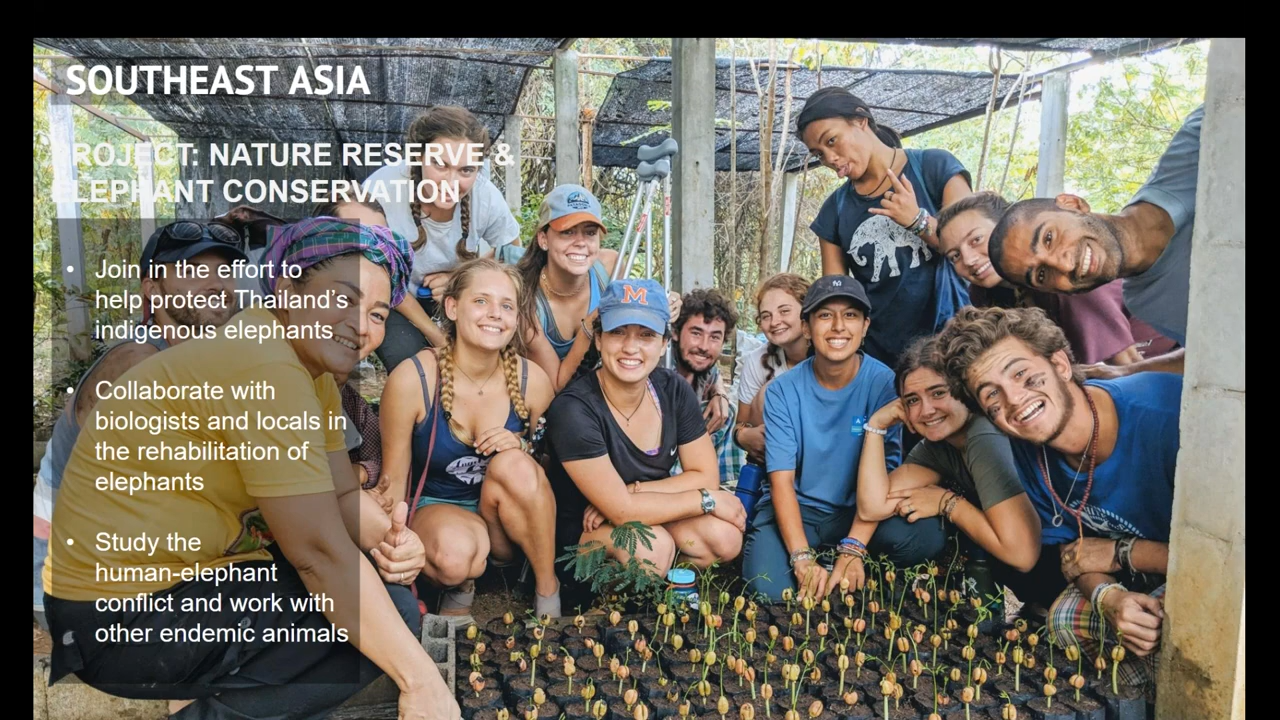 SOUTHEAST ASIA
PROJECT: NATURE RESERVE &
ELEPHANT CONSERVATION
• Join in the effort to
help protect Thailand’s
indigenous elephants
• Collaborate with
biologists and locals in
the rehabilitation of
elephants
• Study the
human-elephant
conflict and work with
other endemic animals
M